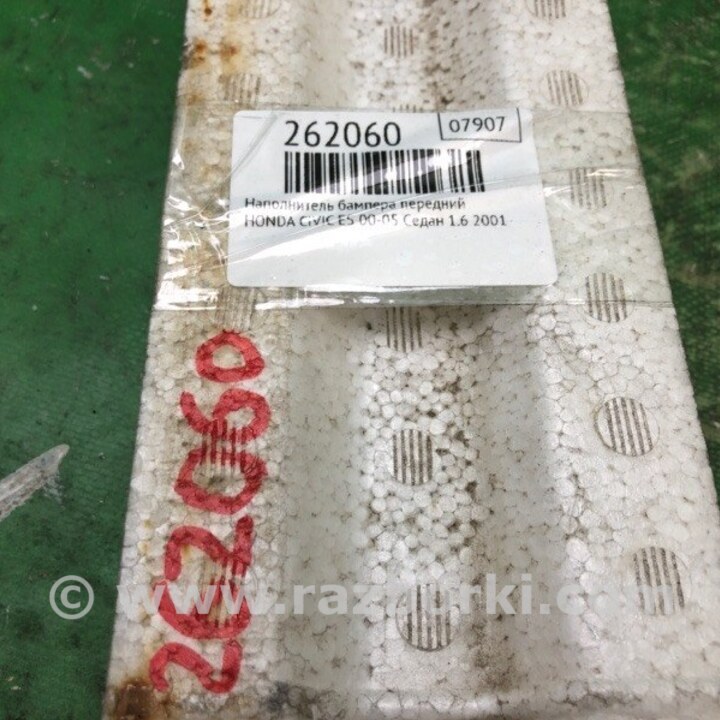 262060
07907
Наполнитель бампера передний
HONDA CIVIC ES 00-05 Седан 1.6 2001
262060
© www.razborki.com